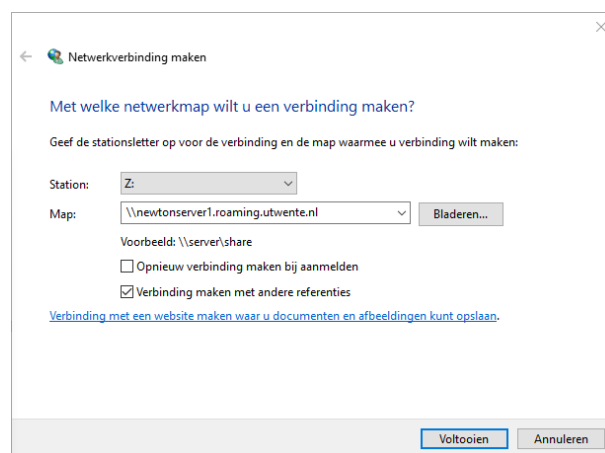 Netwerkverbinding maken
Met welke netwerkmap wilt u een verbinding maken?
Geef de stationsletter op voor de verbinding en de map waarmee u verbinding wilt maken:
Station: Z:
Map: \\newtonserver1.roaming.utwente.nl Bladeren...
Voorbeeld: \\server\share
Opnieuw verbinding maken bij aanmelden
Verbinding maken met andere referenties
Verbinding met een website maken waar u documenten en afbeeldingen kunt opslaan.
Voltooien Annuleren